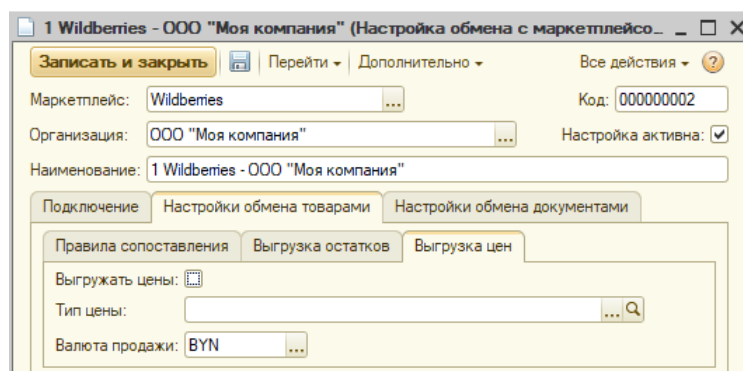 1 Wildberries - ООО "Моя компания" (Настройка обмена с маркетплейсо...
Записать и закрыть Перейти Дополнительно Все действия ?
Маркетплейс: Wildberries ... Код: 000000002
Организация: ООО "Моя компания" ... Настройка активна:
Наименование: 1 Wildberries - ООО "Моя компания"
Подключение Настройки обмена товарами Настройки обмена документами
Правила сопоставления Выгрузка остатков Выгрузка цен
Выгружать цены:
Тип цены: ...
Валюта продажи: BYN ...